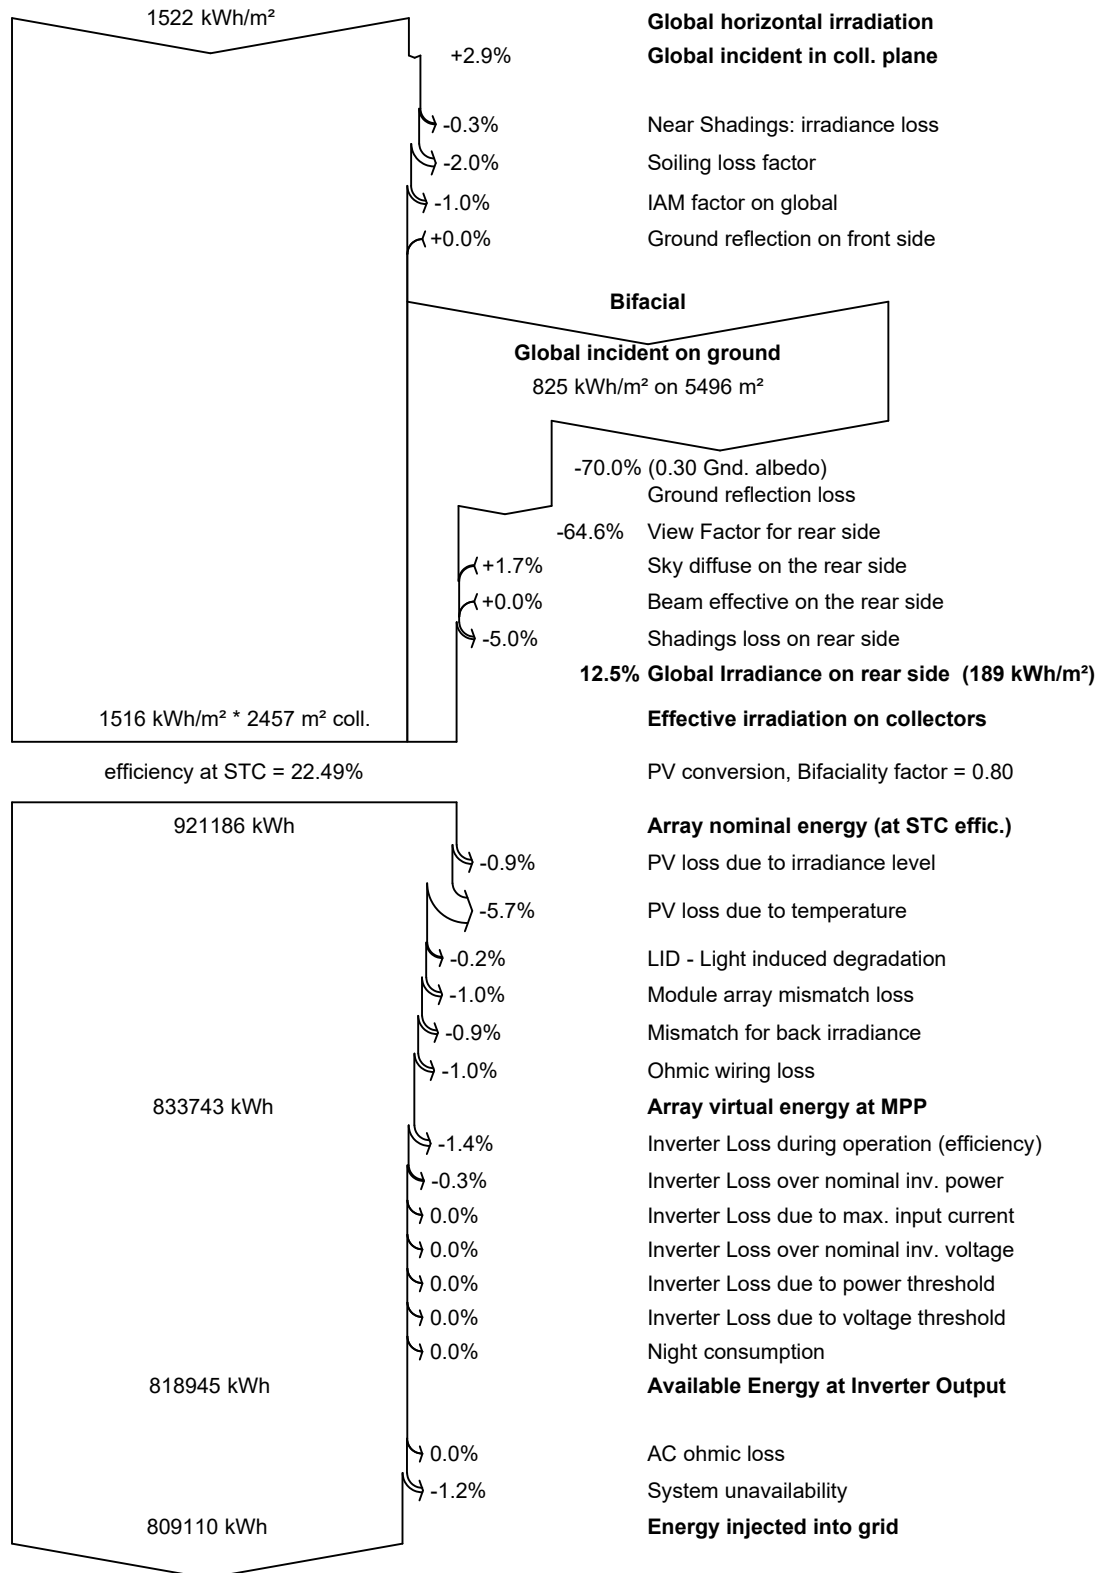 1522 kWh/m² Global horizontal irradiation
+2.9% Global incident in coll. plane
-0.3% Near Shadings: irradiance loss
-2.0% Soiling loss factor
-1.0% IAM factor on global
+0.0% Ground reflection on front side
Bifacial
Global incident on ground
825 kWh/m² on 5496 m²
-70.0% (0.30 Gnd. albedo)
Ground reflection loss
-64.6% View Factor for rear side
+1.7% Sky diffuse on the rear side
+0.0% Beam effective on the rear side
-5.0% Shadings loss on rear side
12.5% Global Irradiance on rear side (189 kWh/m²)
1516 kWh/m² * 2457 m² coll. Effective irradiation on collectors
efficiency at STC = 22.49% PV conversion, Bifaciality factor = 0.80
921186 kWh Array nominal energy (at STC effic.)
-0.9% PV loss due to irradiance level
-5.7% PV loss due to temperature
-0.2% LID - Light induced degradation
-1.0% Module array mismatch loss
-0.9% Mismatch for back irradiance
-1.0% Ohmic wiring loss
833743 kWh Array virtual energy at MPP
-1.4% Inverter Loss during operation (efficiency)
-0.3% Inverter Loss over nominal inv. power
0.0% Inverter Loss due to max. input current
0.0% Inverter Loss over nominal inv. voltage
0.0% Inverter Loss due to power threshold
0.0% Inverter Loss due to voltage threshold
0.0% Night consumption
818945 kWh Available Energy at Inverter Output
0.0% AC ohmic loss
-1.2% System unavailability
809110 kWh Energy injected into grid